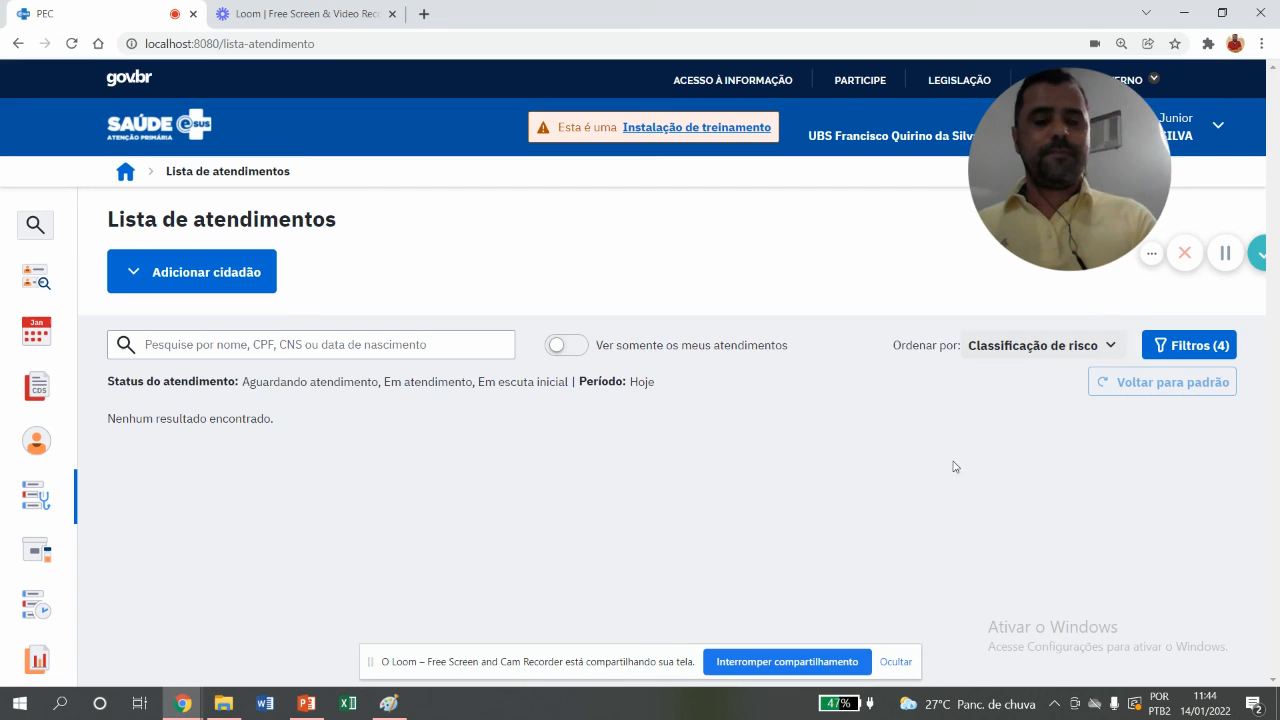 PEC
Loom | Free Screen & Video Rec
localhost:8080/lista-atendimento
gov.br
ACESSO À INFORMAÇÃO
PARTICIPE
LEGISLAÇÃO
ERNO
SAÚDE e-SUS
ATENÇÃO PRIMÁRIA
Esta é uma Instalação de treinamento
Junior
UBS Francisco Quirino da Silva
SILVA
Lista de atendimentos
Lista de atendimentos
Adicionar cidadão
Jan
Pesquise por nome, CPF, CNS ou data de nascimento
Ver somente os meus atendimentos
Ordenar por: Classificação de risco
Filtros (4)
Status do atendimento: Aguardando atendimento, Em atendimento, Em escuta inicial | Período: Hoje
Voltar para padrão
CDS
Nenhum resultado encontrado.
Ativar o Windows
Acesse Configurações para ativar o Windows.
O Loom – Free Screen and Cam Recorder está compartilhando sua tela.
Interromper compartilhamento
Ocultar
47%
27°C Panc. de chuva
POR
PTB2
11:44
14/01/2022
2